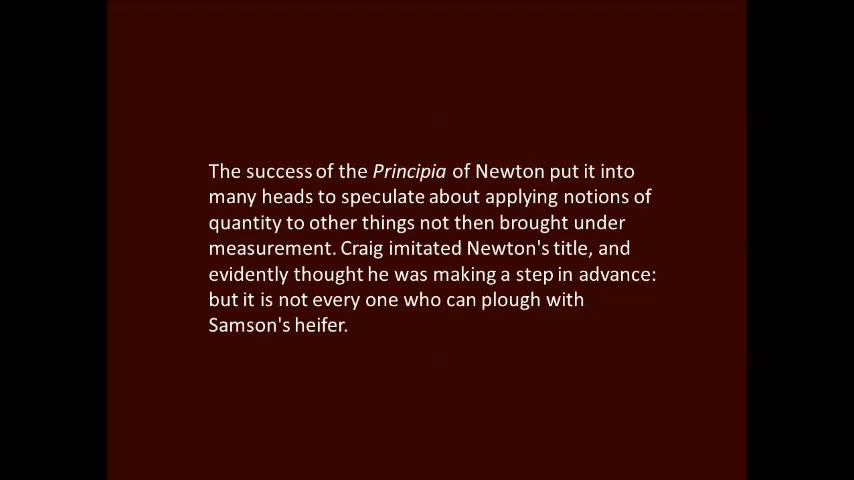 The success of the Principia of Newton put it into
many heads to speculate about applying notions of
quantity to other things not then brought under
measurement. Craig imitated Newton's title, and
evidently thought he was making a step in advance:
but it is not every one who can plough with
Samson's heifer.